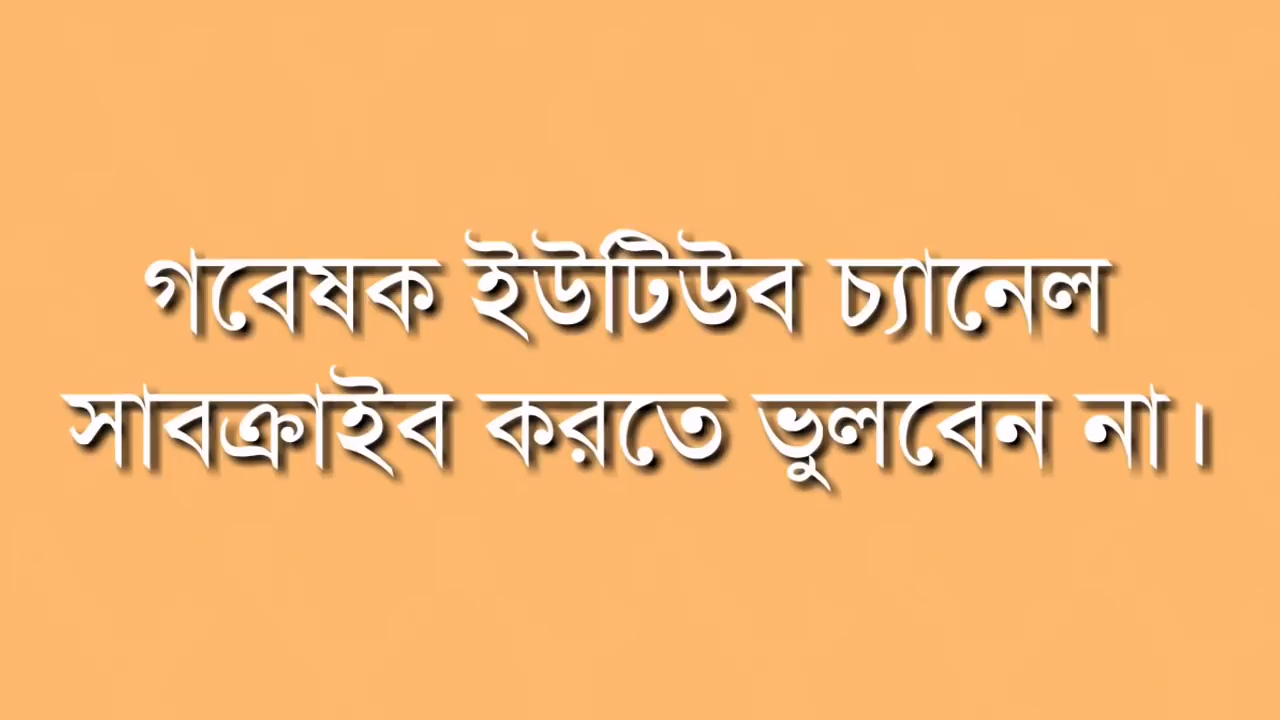 গবেষক ইউটিউব চ্যানেল
সাবক্রাইব করতে ভুলবেন না।